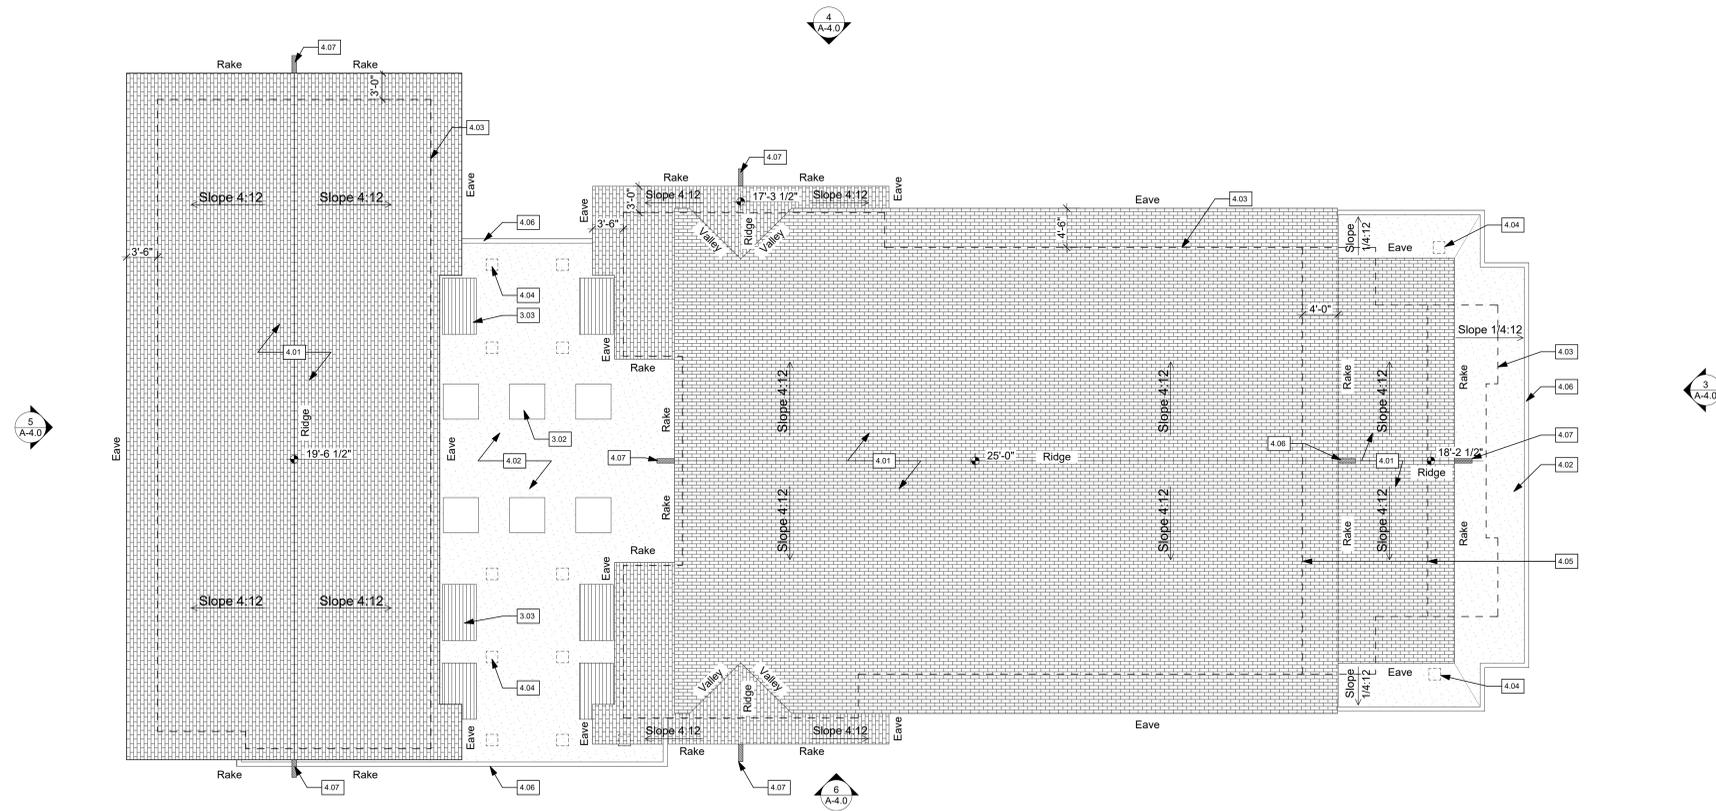 4
A-4.0
4.07
Rake
Rake
3'-0"
4.03
4.07
Rake
Rake
Eave
Slope 4:12
Slope 4:12
Eave
3'-0"
Slope 4:12
17'-3 1/2"
Slope 4:12
Eave
Eave
4.03
4.06
3'-6"
Valley
Ridge
Valley
4'-6"
Slope
1/4:12
Eave
4.04
3'-6"
4.04
3.03
4'-0"
Slope 1/4:12
4.01
Eave
Rake
4.03
Rake
Slope 4:12
Slope 4:12
Rake
Slope 4:12
Rake
4.06
3
A-4.0
5
A-4.0
Eave
Ridge
19'-6 1/2"
Eave
3.02
4.02
4.07
4.01
25'-0"
Ridge
4.06
4.01
18'-2 1/2"
Ridge
4.07
4.02
Rake
Slope 4:12
Slope 4:12
Rake
Slope 4:12
Rake
Rake
Eave
4.05
Slope 4:12
Slope 4:12
3.03
4.04
Valley
Ridge
Valley
Slope
1/4:12
Eave
4.04
Eave
Eave
Slope 4:12
Slope 4:12
Eave
Eave
Rake
Rake
Rake
Rake
4.07
4.06
4.07
6
A-4.0